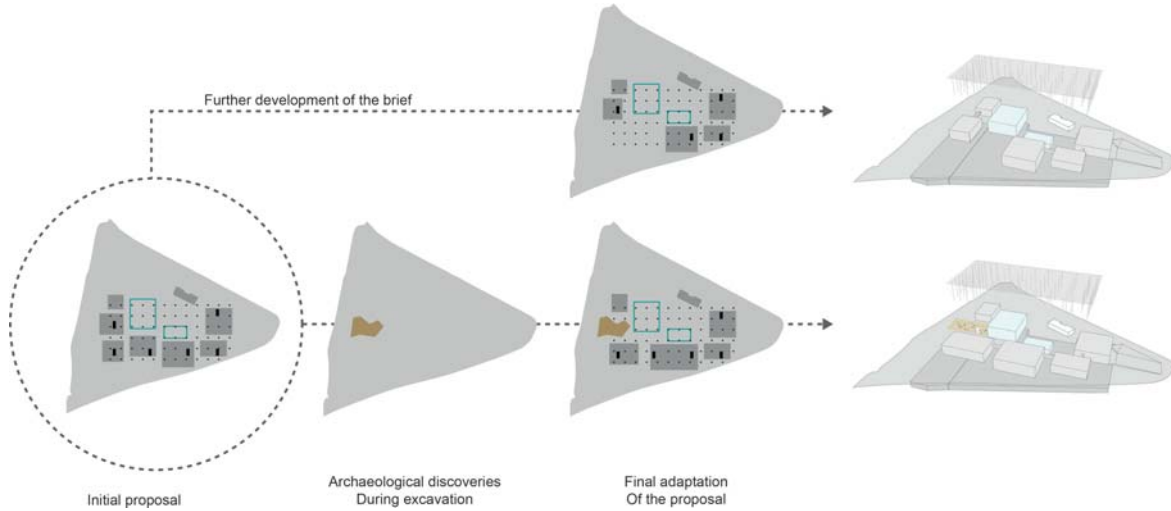 Further development of the brief
Initial proposal
Archaeological discoveries
During excavation
Final adaptation
Of the proposal